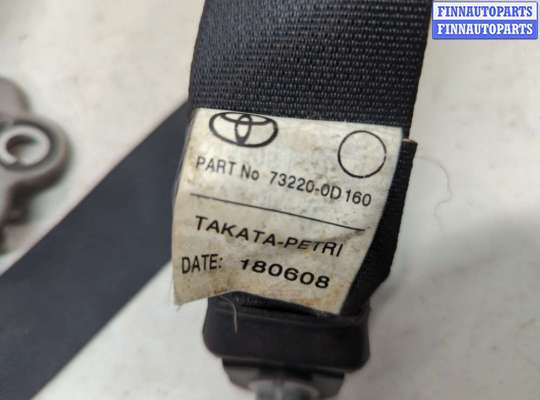 FINNAUTOPARTS
FINNAUTOPARTS
PART No 73220-0D160
TAKATA-PETRI
DATE: 180608